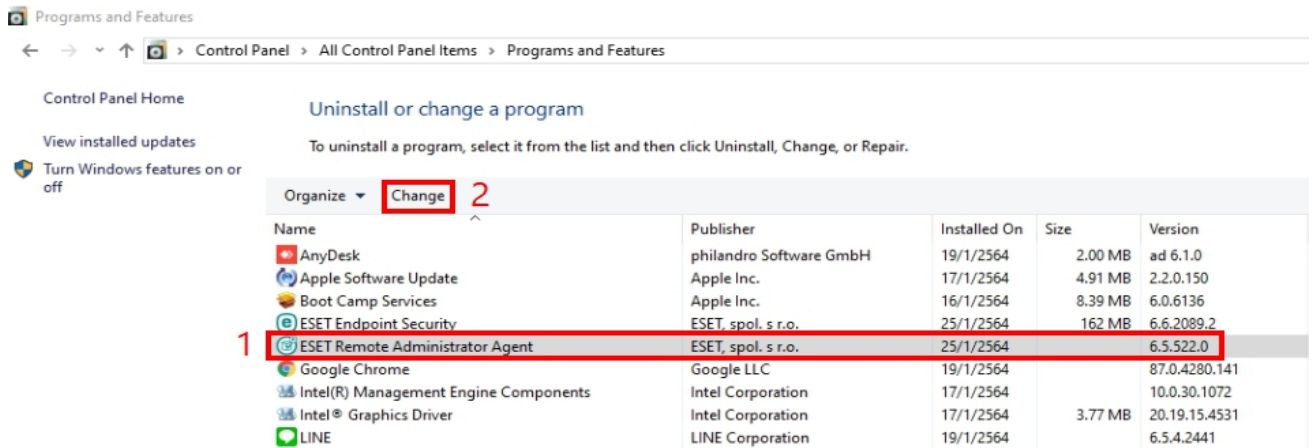 Programs and Features
Control Panel > All Control Panel Items > Programs and Features
Control Panel Home
View installed updates
Turn Windows features on or
off
Uninstall or change a program
To uninstall a program, select it from the list and then click Uninstall, Change, or Repair.
Organize Change 2
Name Publisher Installed On Size Version
AnyDesk philandro Software GmbH 19/1/2564 2.00 MB ad 6.1.0
Apple Software Update Apple Inc. 17/1/2564 4.91 MB 2.2.0.150
Boot Camp Services Apple Inc. 16/1/2564 8.39 MB 6.0.6136
ESET Endpoint Security ESET, spol. s r.o. 25/1/2564 162 MB 6.6.2089.2
1 ESET Remote Administrator Agent ESET, spol. s r.o. 25/1/2564 6.5.522.0
Google Chrome Google LLC 19/1/2564 87.0.4280.141
Intel(R) Management Engine Components Intel Corporation 17/1/2564 10.0.30.1072
Intel® Graphics Driver Intel Corporation 17/1/2564 3.77 MB 20.19.15.4531
LINE LINE Corporation 19/1/2564 6.5.4.2441